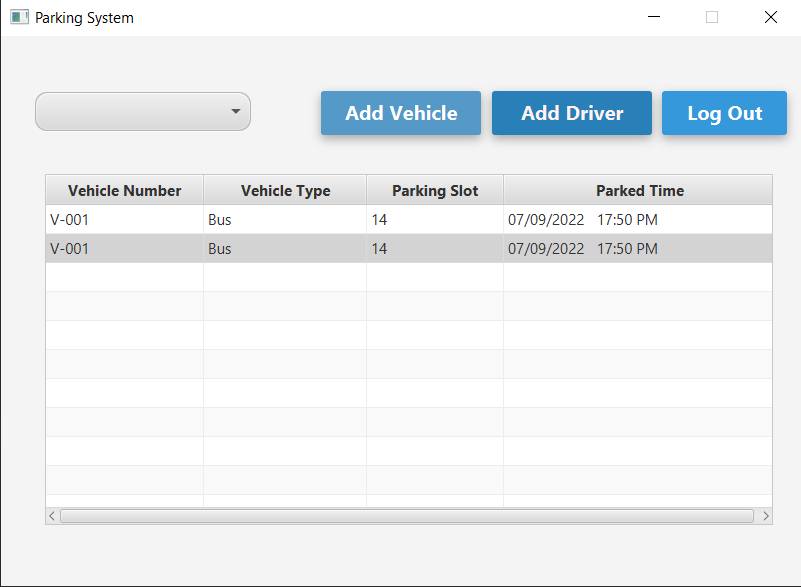 Parking System
Add Vehicle Add Driver Log Out
Vehicle Number Vehicle Type Parking Slot Parked Time
V-001 Bus 14 07/09/2022 17:50 PM
V-001 Bus 14 07/09/2022 17:50 PM